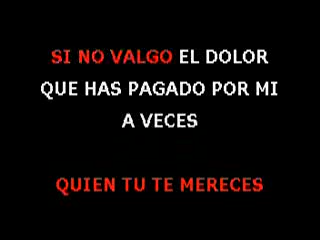 SI NO VALGO EL DOLOR
QUE HAS PAGADO POR MI
A VECES
QUIEN TU TE MERECES